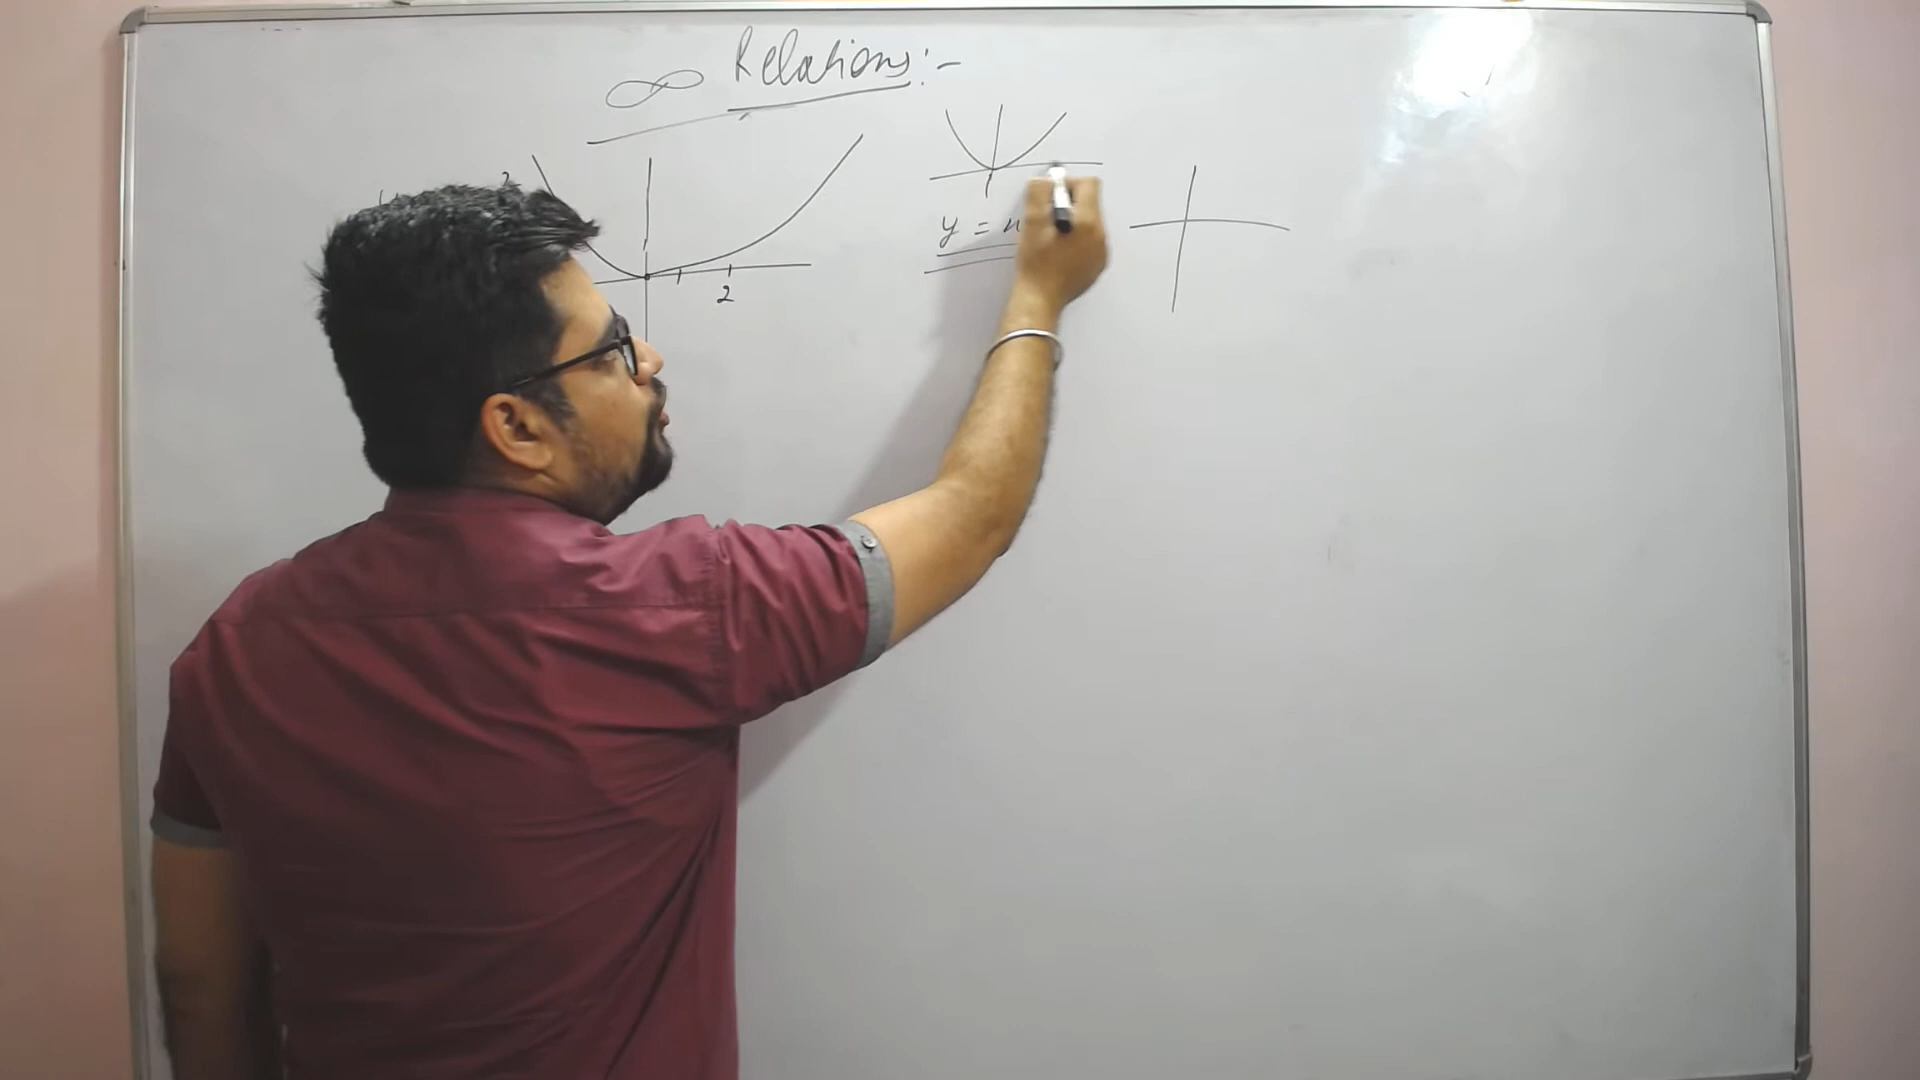 ∞ Relations:-
2
y =